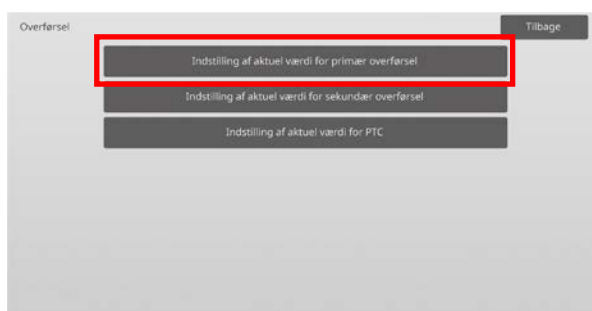 Overførsel
Tilbage
Indstilling af aktuel værdi for primær overførsel
Indstilling af aktuel værdi for sekundær overførsel
Indstilling af aktuel værdi for PTC